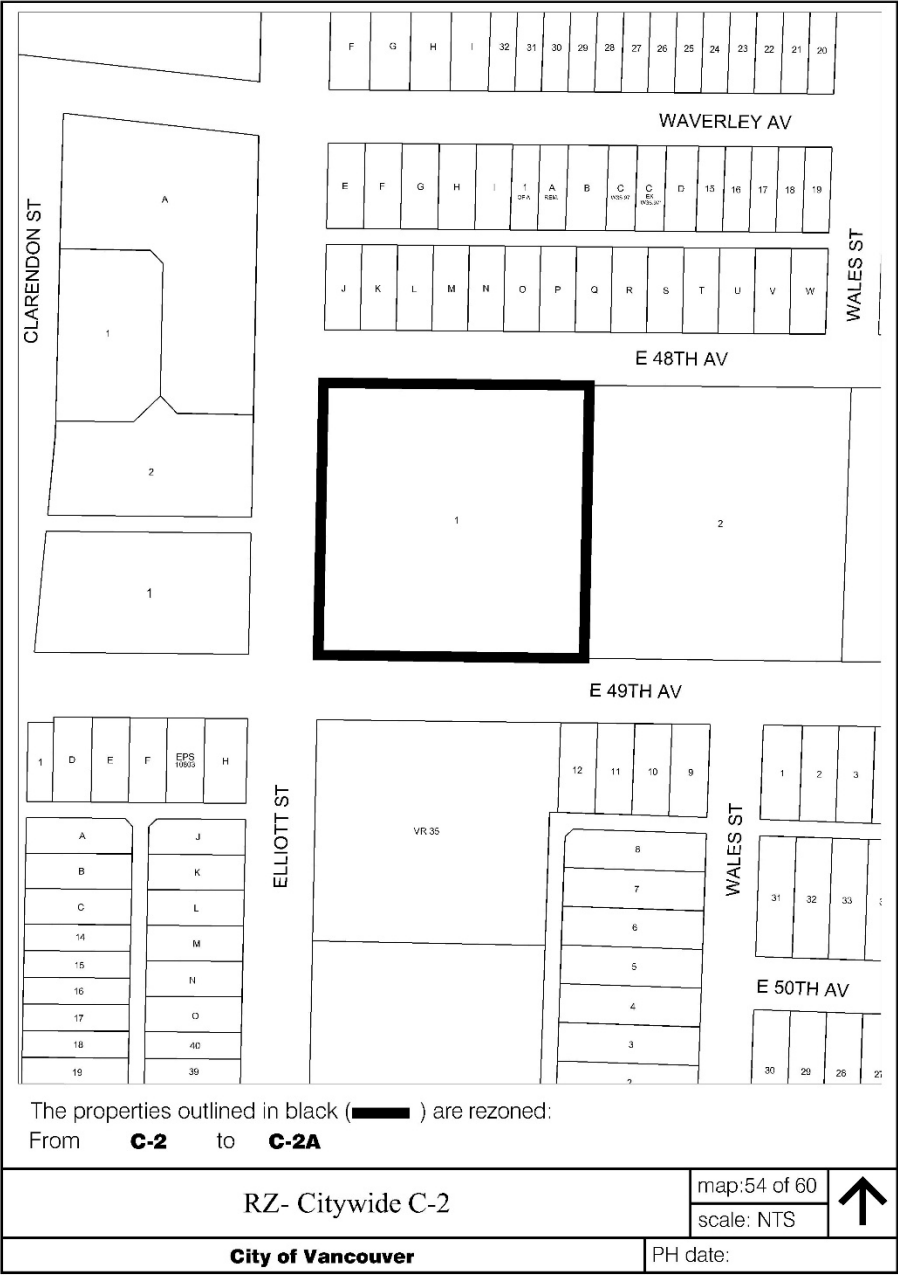 F G H I 32 31 30 29 28 27 26 25 24 23 22 21 20
WAVERLEY AV
E F G H I 1 A B C C D 15 16 17 18 19
OF A REM. EX
A
CLARENDON ST
WALES ST
J K L M N O P Q R S T U V W
1
E 48TH AV
2
1
2
1
E 49TH AV
1 D E F EPS H
10803
ELLIOTT ST
VR 35
12 11 10 9
1 2 3
WALES ST
A J
B K
C L
14 M
15 N
16 O
17 40
18 39
19
8
7
6
5
4
3
2
31 32 33
E 50TH AV
30 29 28 27
The properties outlined in black ( ) are rezoned:
From C-2 to C-2A
RZ- Citywide C-2
map:54 of 60
scale: NTS
City of Vancouver
PH date: